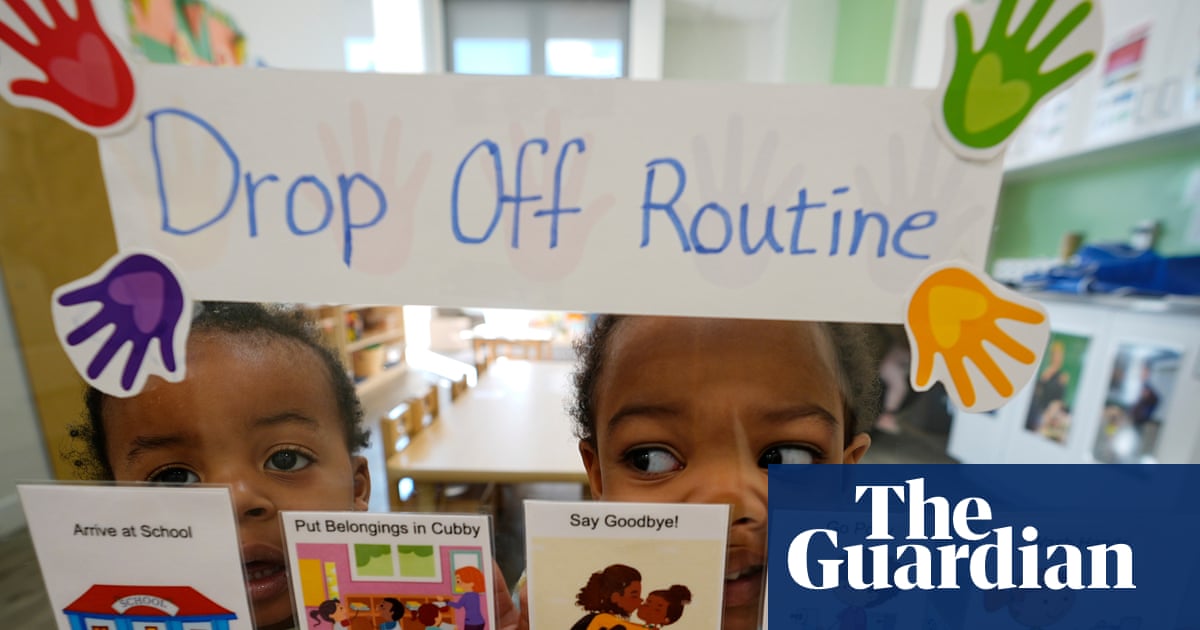 Drop Off Routine
Arrive at School
Put Belongings in Cubby
Say Goodbye!
SCHOOL
The
Guardian